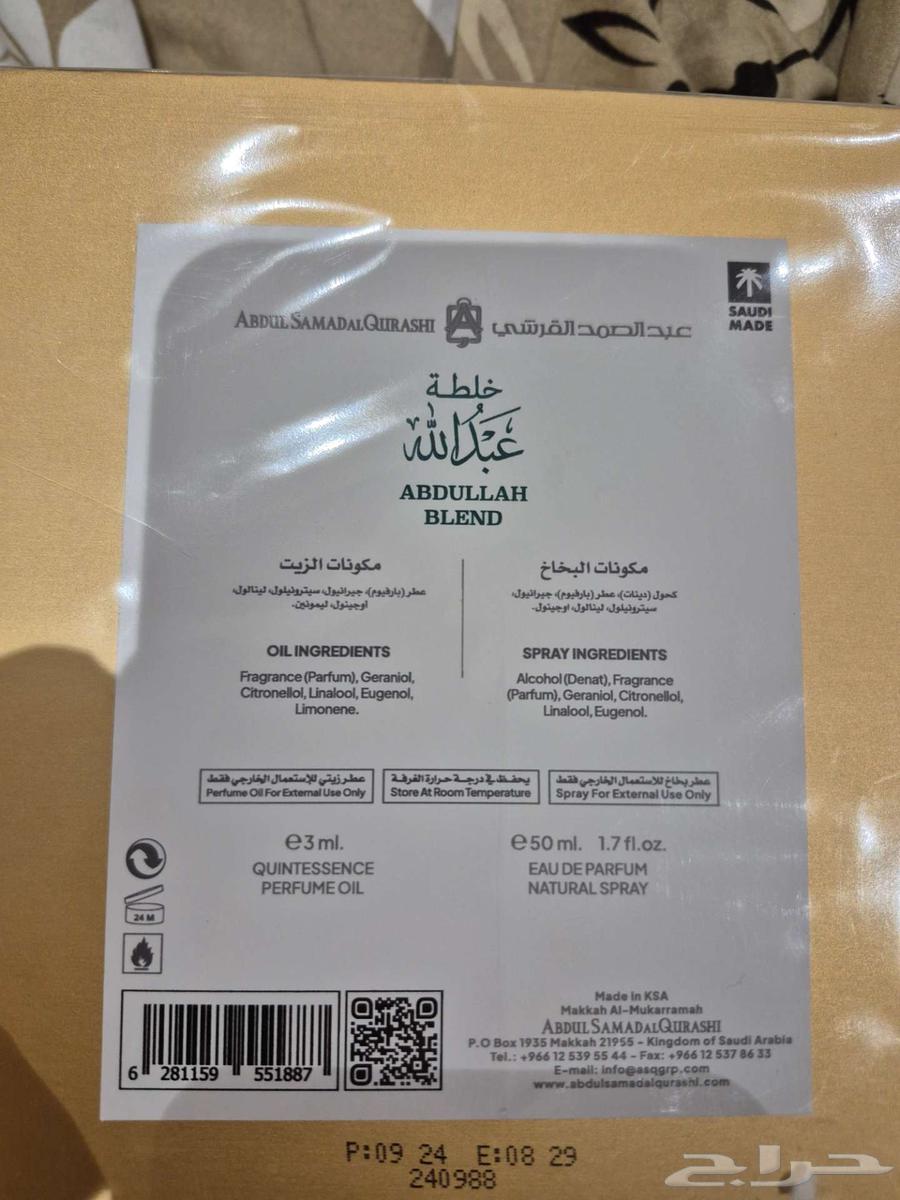 ABDUL SAMAD AL QURASHI عبدالصمدالقرشي
SAUDI
MADE
خلطة
عَبْدُالله
ABDULLAH
BLEND
مكونات البخاخ
كحول (دينات)، عطر (بارفيوم)، جيرانيول،
سيترونيلول، لينالول، اوجينول.
SPRAY INGREDIENTS
Alcohol (Denat), Fragrance
(Parfum), Geraniol, Citronellol,
Linalool, Eugenol.
مكونات الزيت
عطر (بارفيوم)، جيرانيول، سيترونيلول، لينالول،
اوجينول، ليمونين.
OIL INGREDIENTS
Fragrance (Parfum), Geraniol,
Citronellol, Linalool, Eugenol,
Limonene.
عطر زيتي للإستعمال الخارجي فقط
Perfume Oil For External Use Only
يحفظ في درجة حرارة الغرفة
Store At Room Temperature
عطر بخاخ للاستعمال الخارجي فقط
Spray For External Use Only
℮3 ml.
QUINTESSENCE
PERFUME OIL
℮50 ml. 1.7 fl.oz.
EAU DE PARFUM
NATURAL SPRAY
24 M
6 281159 551887
Made in KSA
Makkah Al-Mukarramah
ABDUL SAMAD AL QURASHI
P.O Box 1935 Makkah 21955 - Kingdom of Saudi Arabia
Tel.: +966 12 539 55 44 - Fax: +966 12 537 86 33
E-mail: info@asqgrp.com
www.abdulsamadalqurashi.com
P:09 24 E:08 29
240988
حراج